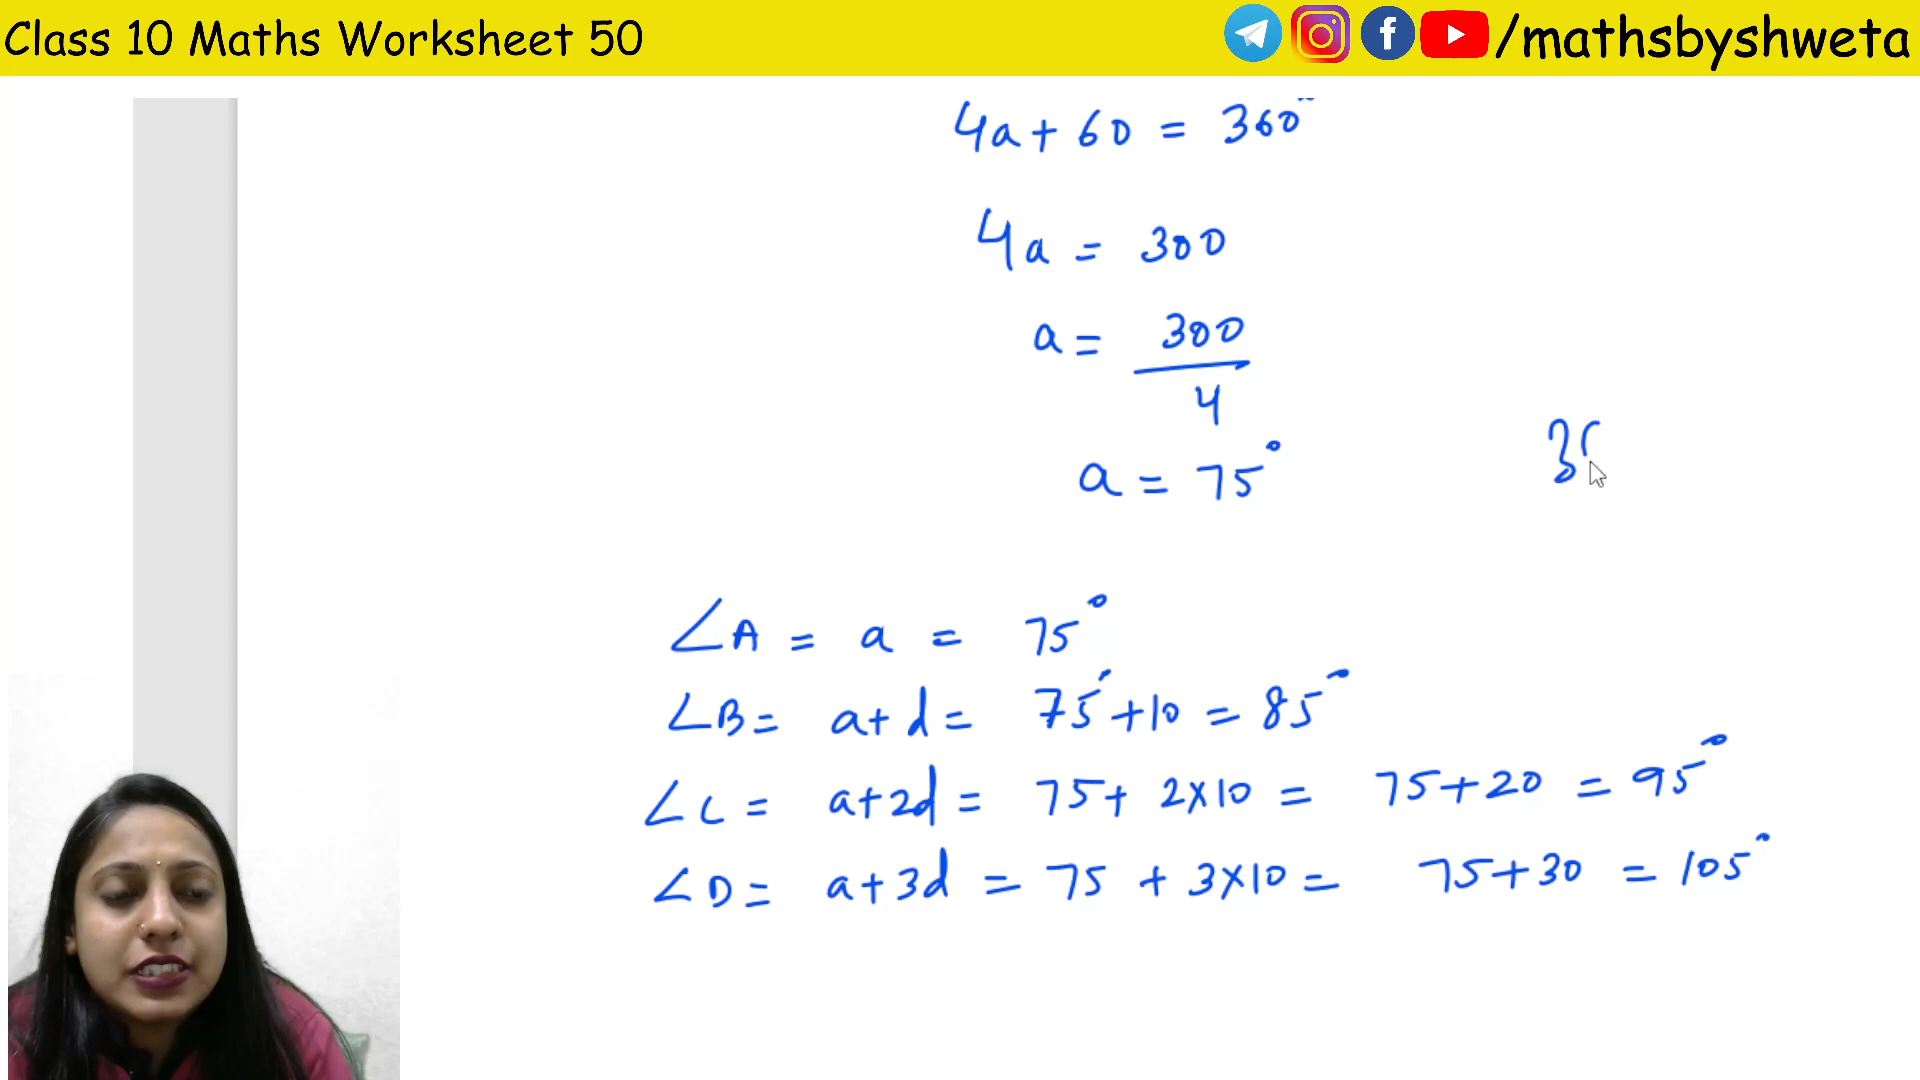 Class 10 Maths Worksheet 50
/mathsbyshweta
4a + 60 = 360°
4a = 300
a = 300/4
a = 75°
∠A = a = 75°
∠B = a+d = 75°+10 = 85°
∠C = a+2d = 75+ 2×10 = 75+20 = 95°
∠D = a+3d = 75 + 3×10 = 75+30 = 105°